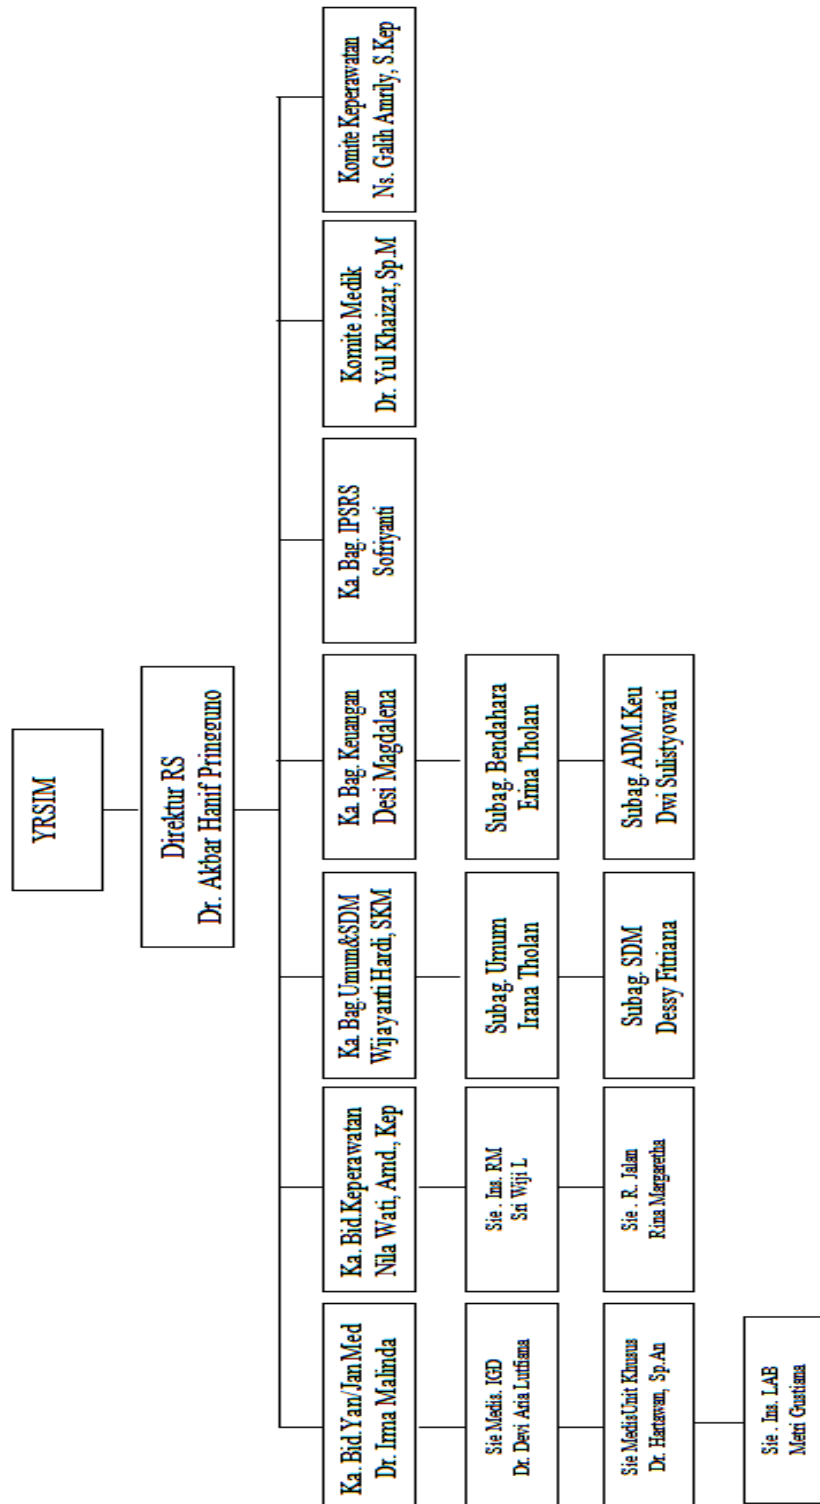 YRSIM
Direktur RS
Dr. Akbar Hanif Pringguno
Ka. Bid.Yan/Jan Med
Dr. Irma Malinda
Ka. Bid.Keperawatan
Nila Wati, Amd., Kep
Ka. Bag.Umum&SDM
Wijayanti Hardi, SKM
Ka. Bag. Keuangan
Desi Magdalena
Ka. Bag. IPSRS
Sofriyanti
Komite Medik
Dr. Yul Khaizar, Sp.M
Komite Keperawatan
Ns. Galih Amrily, S.Kep
Sie Medis. IGD
Dr. Devi Aria Lutfiana
Sie . Ins. RM
Sri Wiji L
Subag. Umum
Irana Tholan
Subag. Bendahara
Erina Tholan
Sie MedisUnit Khusus
Dr. Hartawan, Sp.An
Sie . R. Jalan
Rina Margaretha
Subag. SDM
Dessy Fitriana
Subag. ADM.Keu
Dwi Sulistyowati
Sie . Ins. LAB
Metri Gustiana